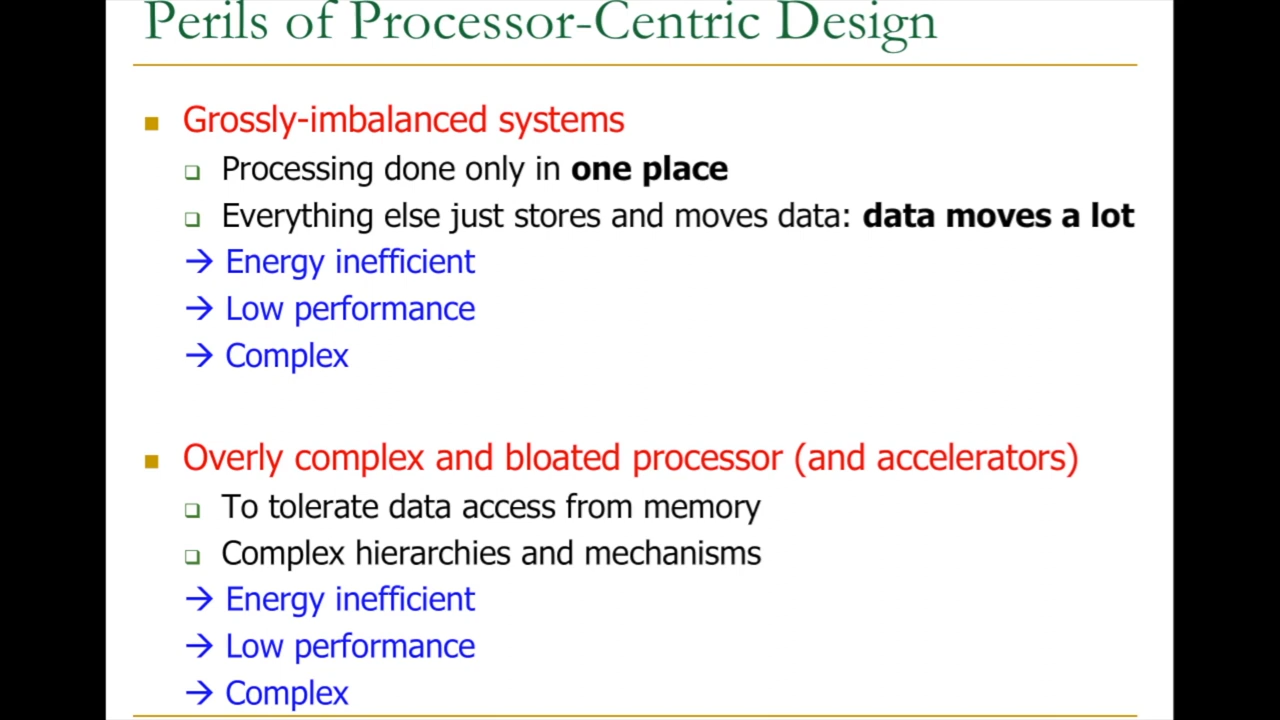 Perils of Processor-Centric Design
Grossly-imbalanced systems
Processing done only in one place
Everything else just stores and moves data: data moves a lot
→ Energy inefficient
→ Low performance
→ Complex
Overly complex and bloated processor (and accelerators)
To tolerate data access from memory
Complex hierarchies and mechanisms
→ Energy inefficient
→ Low performance
→ Complex